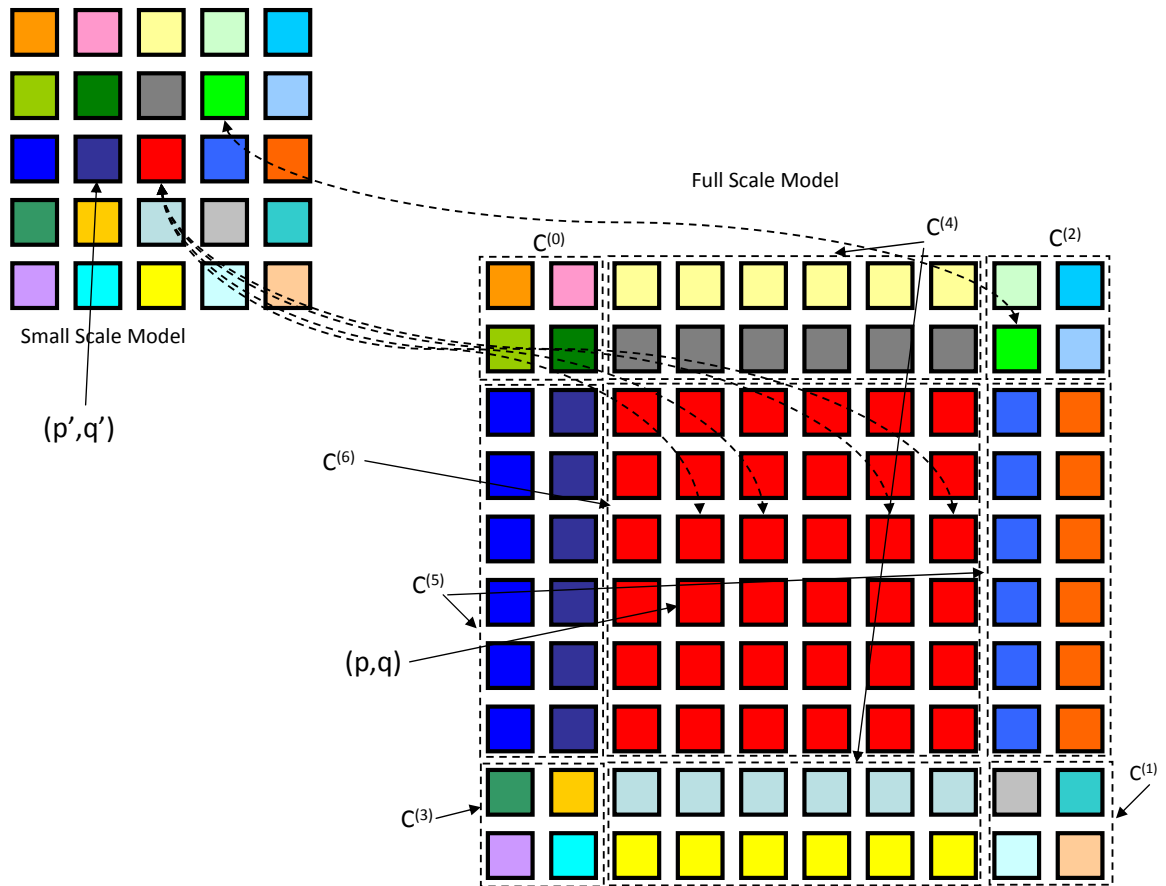 Full Scale Model
C(0)
C(4)
C(2)
Small Scale Model
(p’,q’)
C(6)
C(5)
(p,q)
C(3)
C(1)